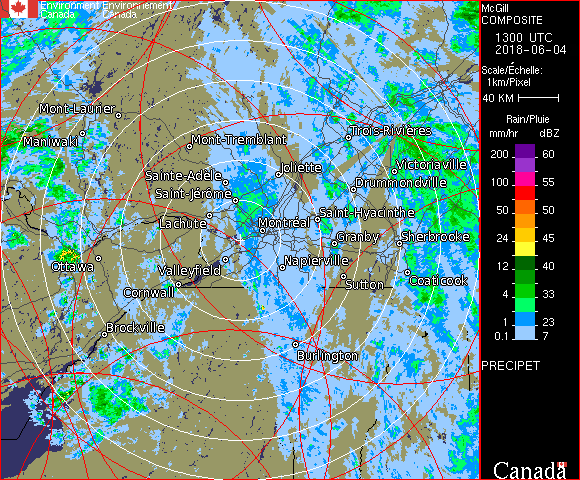 Environment Environnement
Canada Canada
McGill
COMPOSITE
1300 UTC
2018-06-04
Scale/Échelle:
1km/Pixel
40 KM
Rain/Pluie
mm/hr dBZ
200 60
100 55
50 50
24 45
12 40
4 33
1 23
0.1 7
PRECIPET
Canada
Mont-Laurier
Maniwaki
Mont-Tremblant
Trois-Rivières
Joliette
Victoriaville
Sainte-Adèle
Drummondville
Saint-Jérôme
Saint-Hyacinthe
Lachute
Montréal
Granby
Sherbrooke
Ottawa
Valleyfield
Napierville
Cornwall
Sutton
Coaticook
Brockville
Burlington